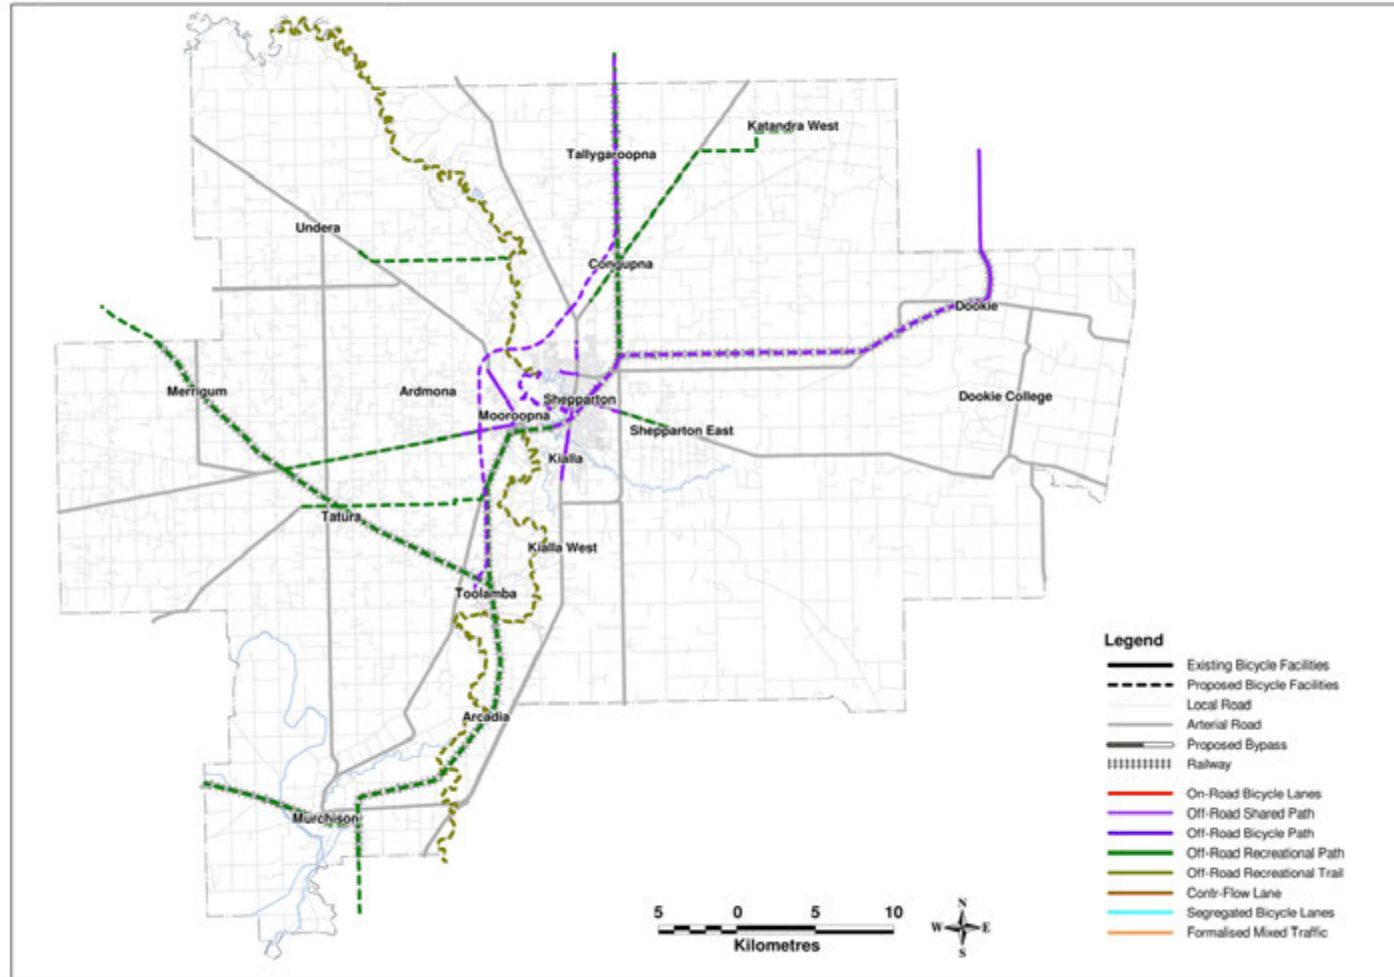 Katandra West
Tallygaroopna
Undera
Congupna
Dookie
Merrigum
Ardmona
Dookie College
Shepparton
Mooroopna
Shepparton East
Kialla
Tatura
Kialla West
Toolamba
Arcadia
Murchison
Legend
Existing Bicycle Facilities
Proposed Bicycle Facilities
Local Road
Arterial Road
Proposed Bypass
Railway
On-Road Bicycle Lanes
Off-Road Shared Path
Off-Road Bicycle Path
Off-Road Recreational Path
Off-Road Recreational Trail
Contr-Flow Lane
Segregated Bicycle Lanes
Formalised Mixed Traffic
5 0 5 10
Kilometres
N
W E
S